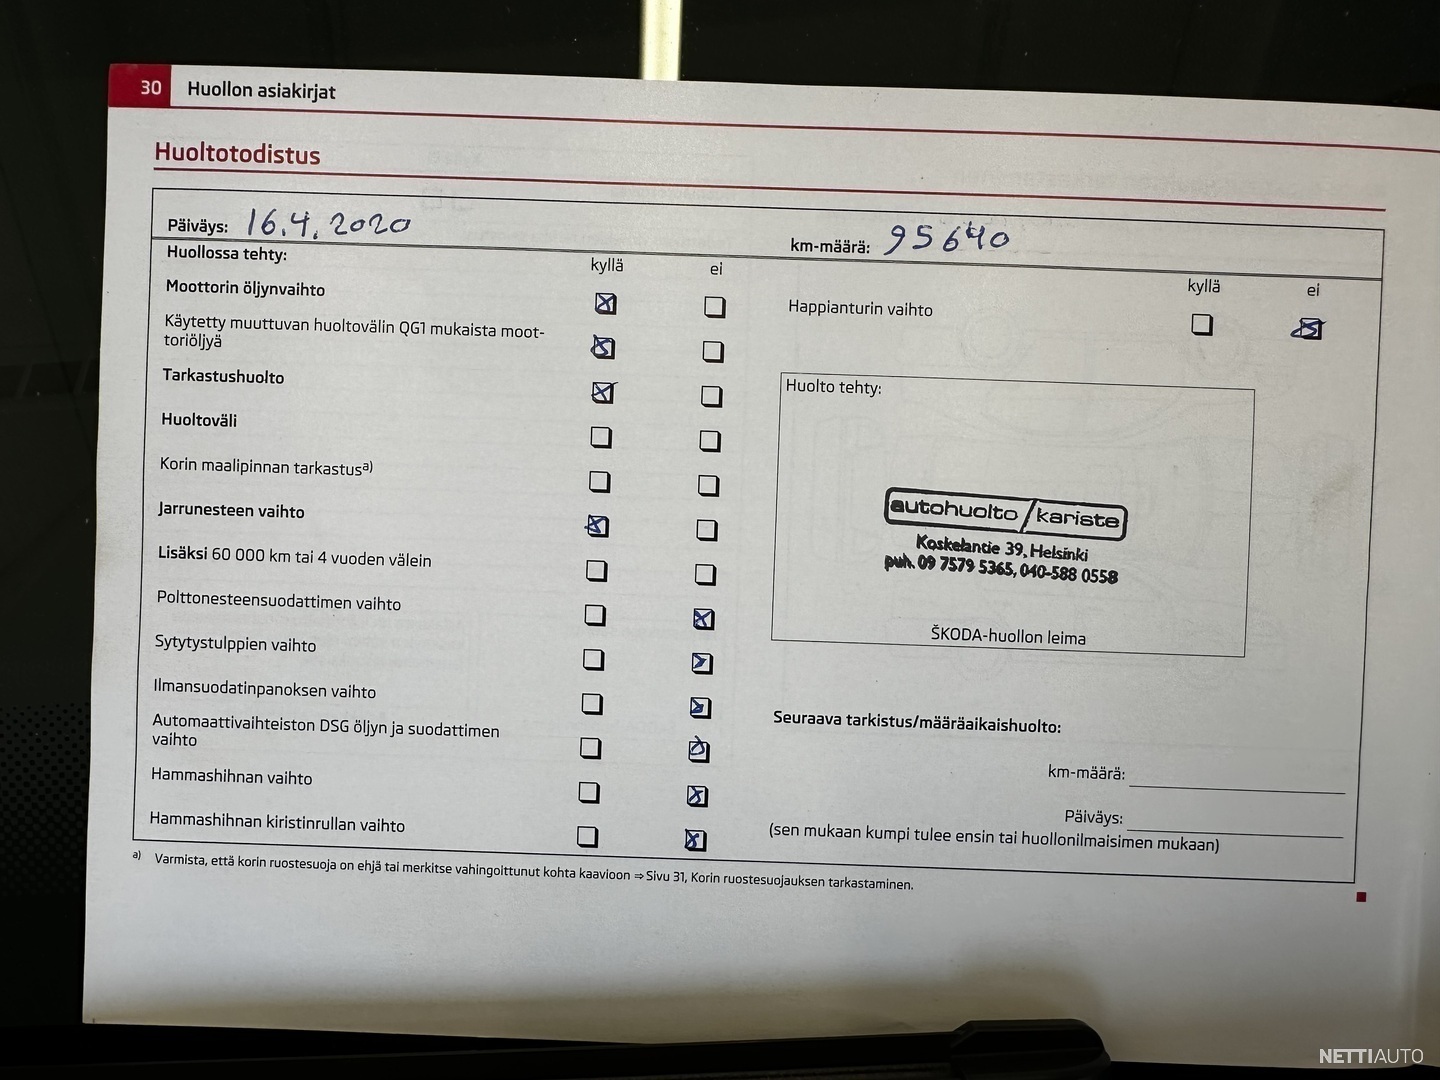 30 Huollon asiakirjat
Huoltotodistus
Päiväys: 16.4.2020
km-määrä: 95640
Huollossa tehty:
kyllä ei
Moottorin öljynvaihto
Käytetty muuttuvan huoltovälin QG1 mukaista moot-
toriöljyä
Tarkastushuolto
Huoltoväli
Korin maalipinnan tarkastusa)
Jarrunesteen vaihto
Lisäksi 60 000 km tai 4 vuoden välein
Polttonesteensuodattimen vaihto
Sytytystulppien vaihto
Ilmansuodatinpanoksen vaihto
Automaattivaihteiston DSG öljyn ja suodattimen
vaihto
Hammashihnan vaihto
Hammashihnan kiristinrullan vaihto
kyllä ei
Happianturin vaihto
Huolto tehty:
autohuolto/kariste
Koskelantie 39, Helsinki
puh. 09 7579 5365, 040-588 0558
ŠKODA-huollon leima
Seuraava tarkistus/määräaikaishuolto:
km-määrä:
Päiväys:
(sen mukaan kumpi tulee ensin tai huollonilmaisimen mukaan)
a) Varmista, että korin ruostesuoja on ehjä tai merkitse vahingoittunut kohta kaavioon ⇒ Sivu 31, Korin ruostesuojauksen tarkastaminen.
NETTIAUTO